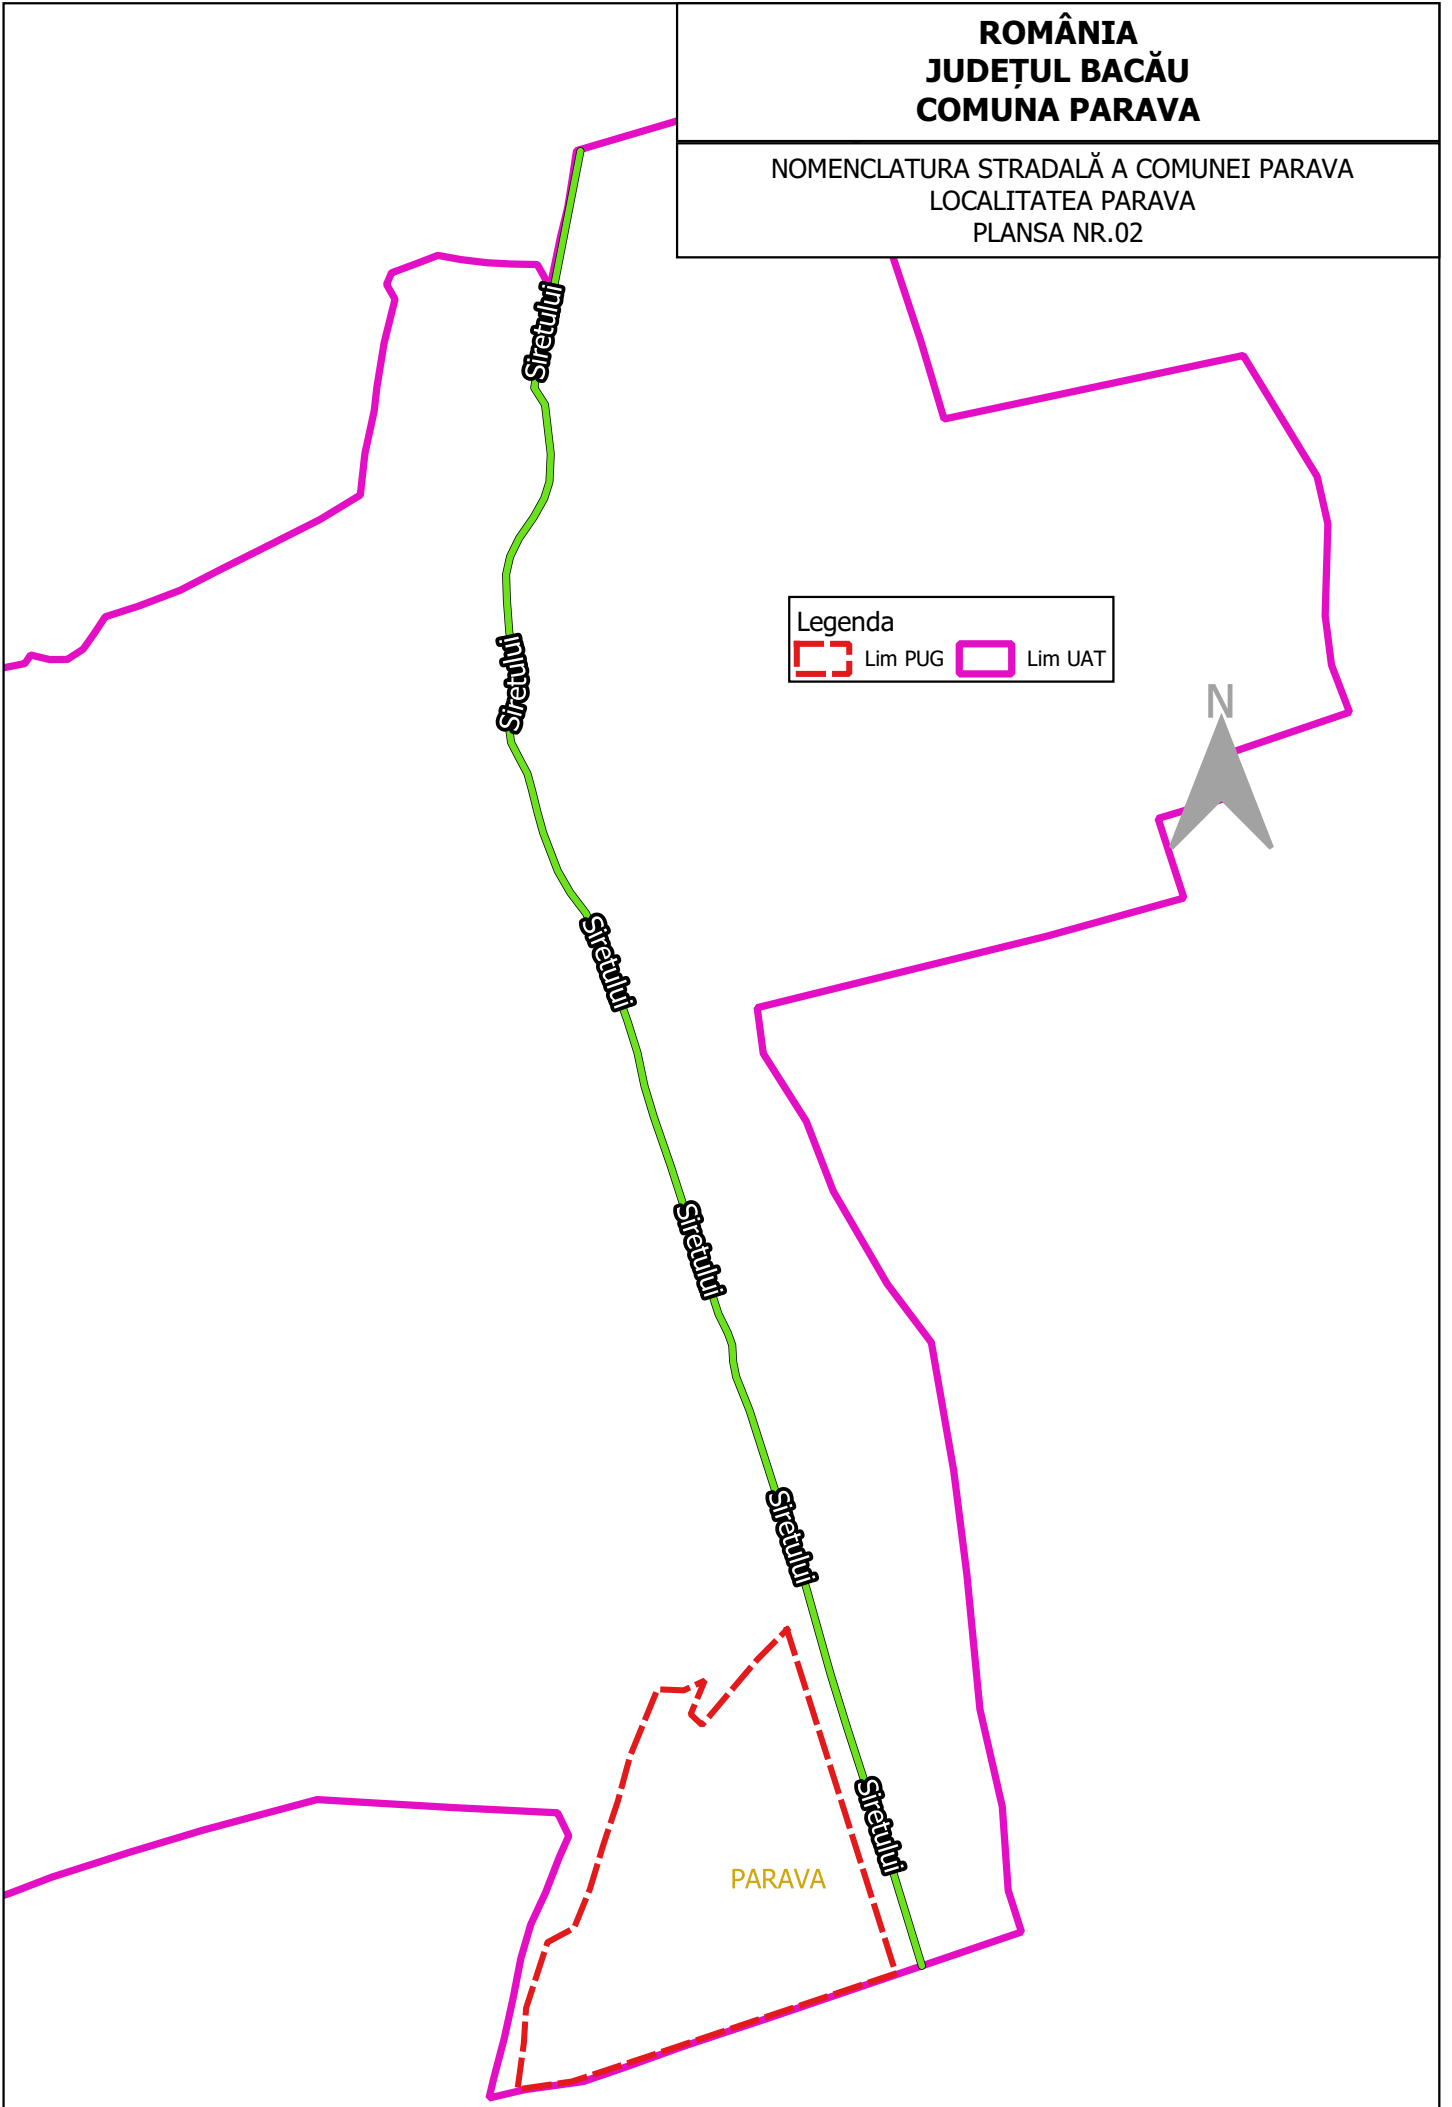 ROMÂNIA
JUDEȚUL BACĂU
COMUNA PARAVA
NOMENCLATURA STRADALĂ A COMUNEI PARAVA
LOCALITATEA PARAVA
PLANSA NR.02
Siretului
Legenda
Lim PUG Lim UAT
Siretului
N
Siretului
Siretului
Siretului
Siretului
PARAVA